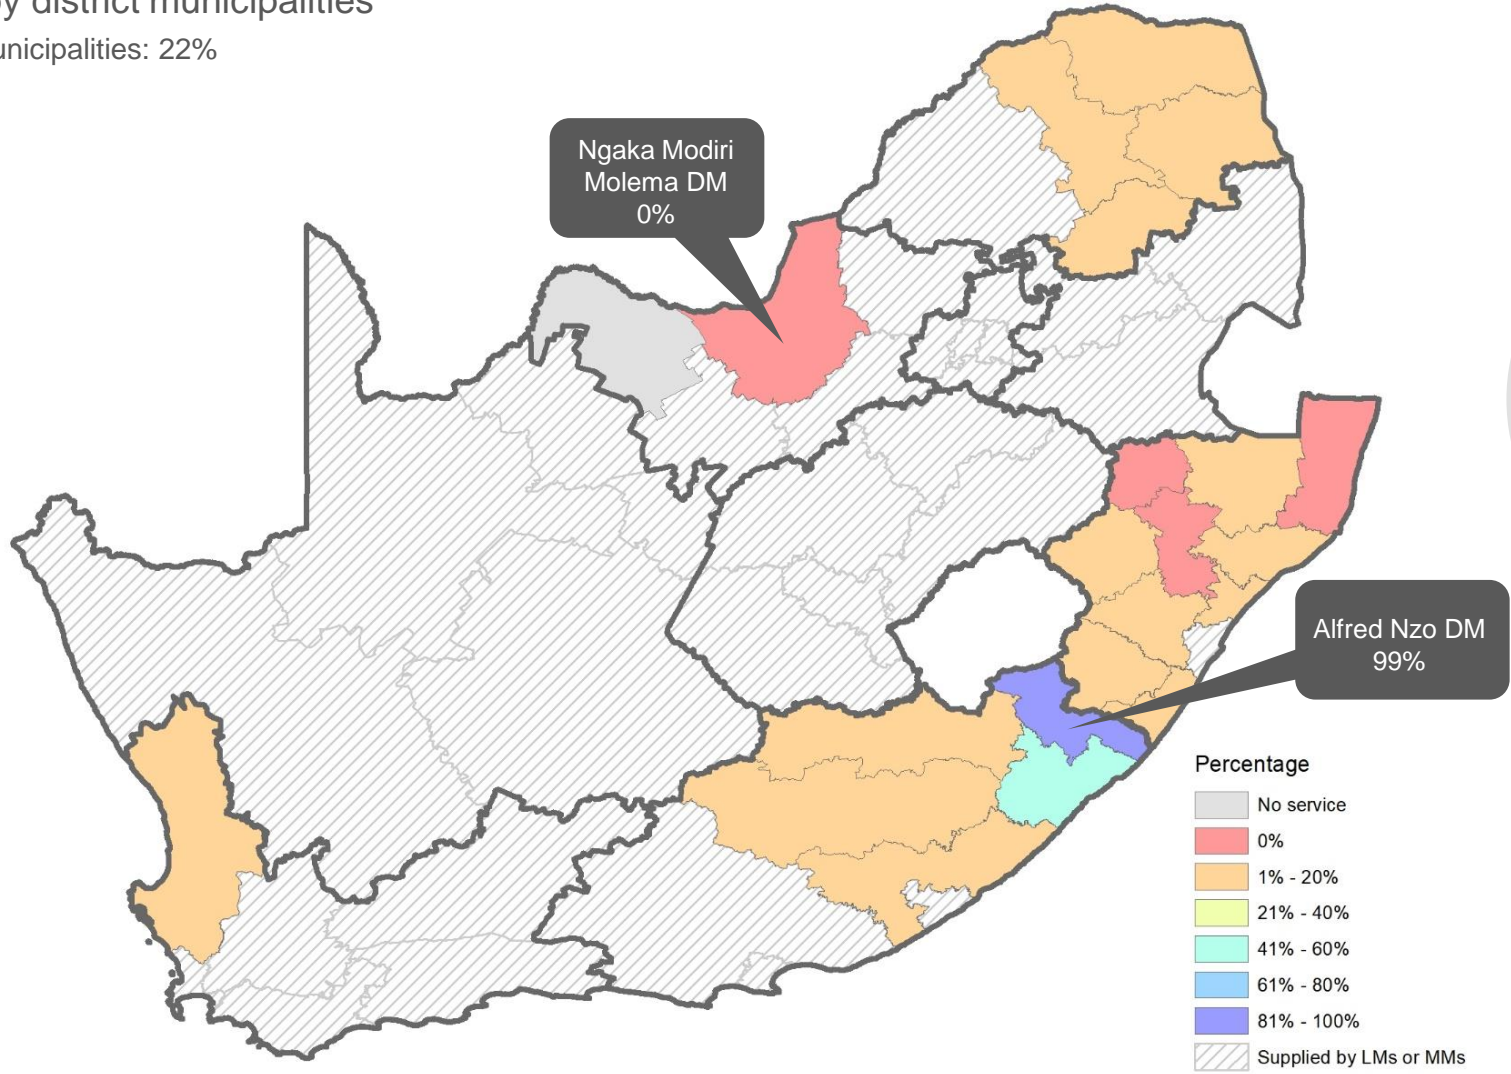 by district municipalities
unicipalities: 22%
Ngaka Modiri
Molema DM
0%
Alfred Nzo DM
99%
Percentage
No service
0%
1% - 20%
21% - 40%
41% - 60%
61% - 80%
81% - 100%
Supplied by LMs or MMs